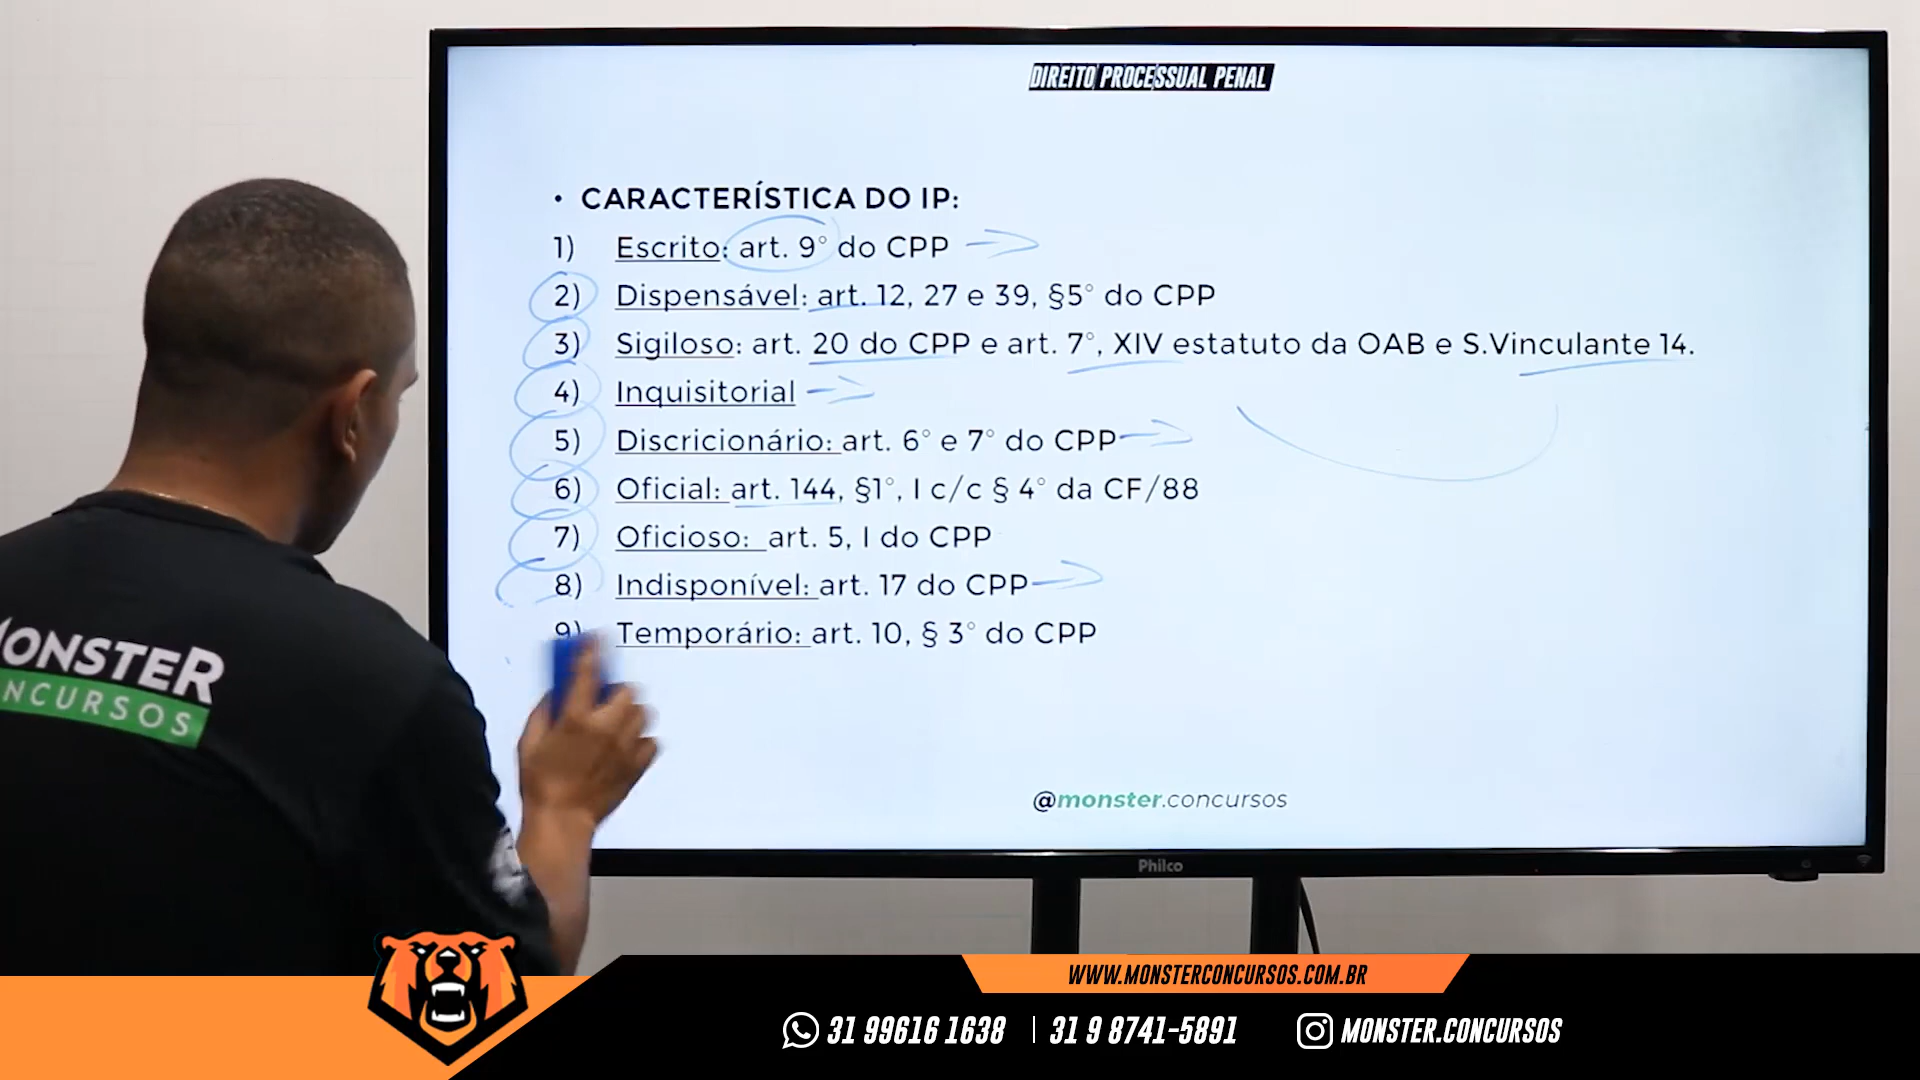 DIREITO PROCESSUAL PENAL
• CARACTERÍSTICA DO IP:
1) Escrito: art. 9° do CPP
2) Dispensável: art. 12, 27 e 39, §5° do CPP
3) Sigiloso: art. 20 do CPP e art. 7°, XIV estatuto da OAB e S.Vinculante 14.
4) Inquisitorial
5) Discricionário: art. 6° e 7° do CPP
6) Oficial: art. 144, §1°, I c/c § 4° da CF/88
7) Oficioso: art. 5, I do CPP
8) Indisponível: art. 17 do CPP
9) Temporário: art. 10, § 3° do CPP
@monster.concursos
Philco
MONSTER
NCURSOS
WWW.MONSTERCONCURSOS.COM.BR
31 99616 1638 | 31 9 8741-5891 MONSTER.CONCURSOS